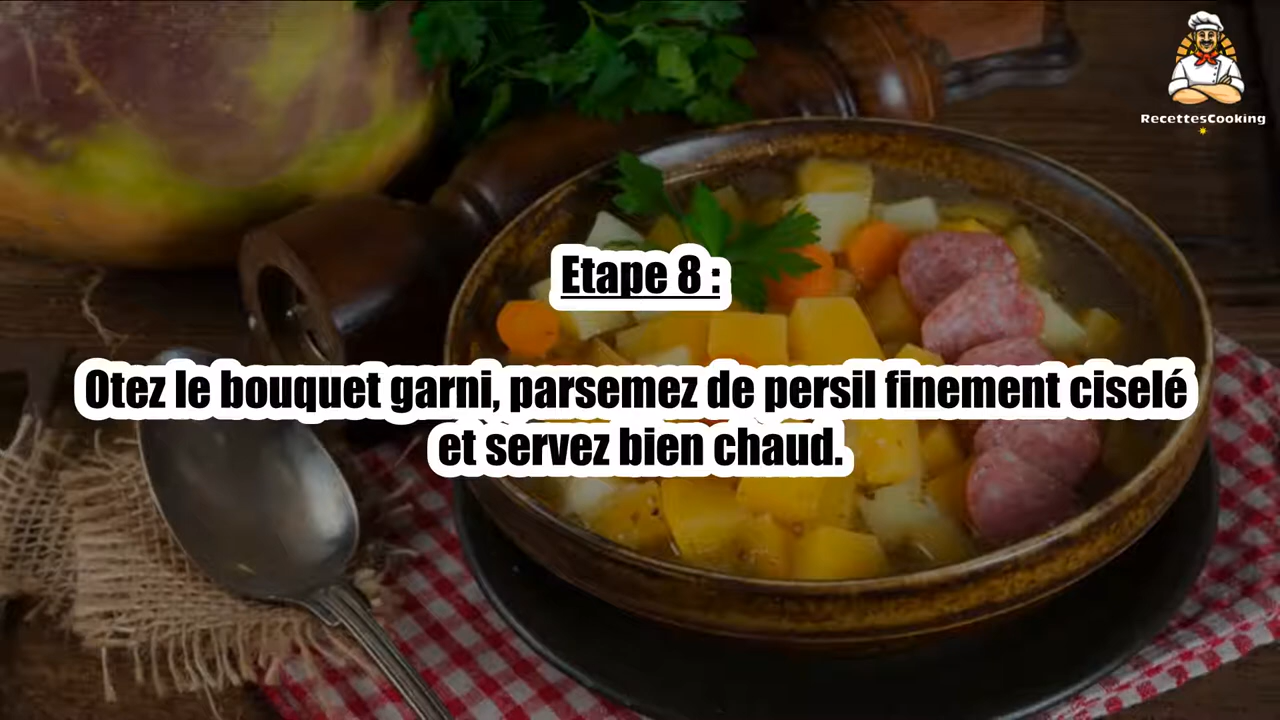 RecettesCooking
Etape 8 :
Otez le bouquet garni, parsemez de persil finement ciselé
et servez bien chaud.